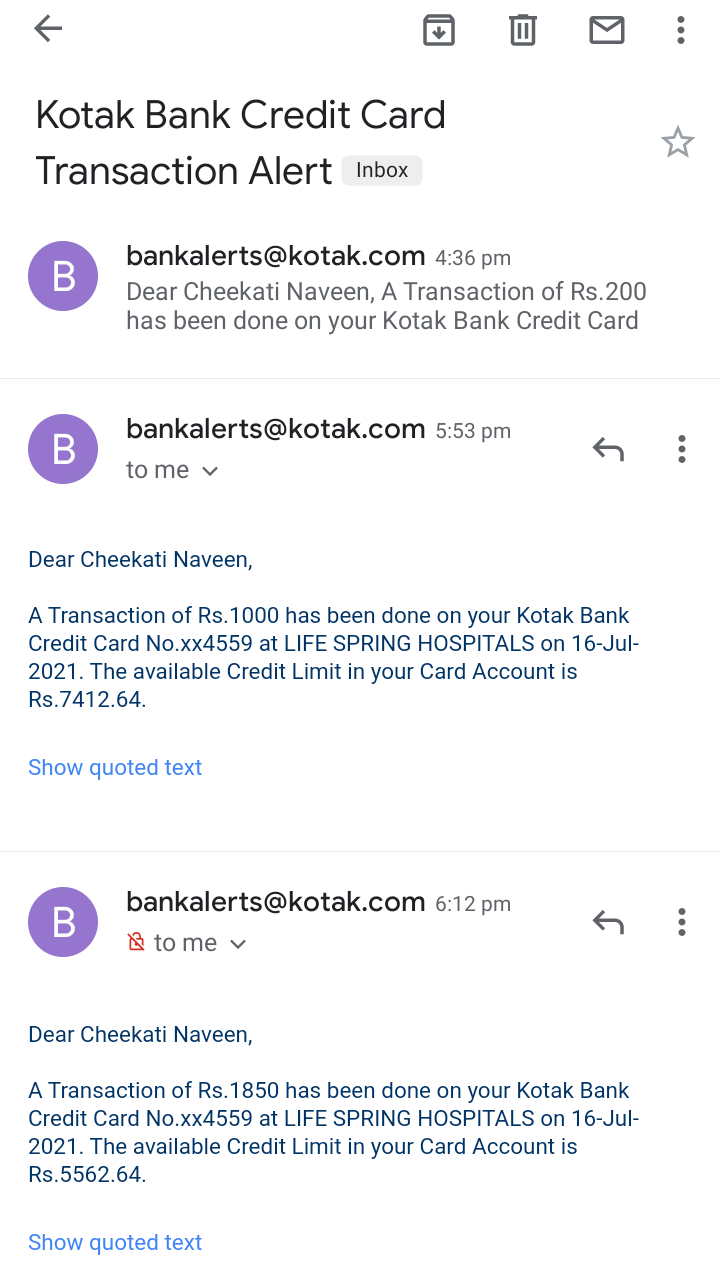 Kotak Bank Credit Card
Transaction Alert Inbox
B
bankalerts@kotak.com 4:36 pm
Dear Cheekati Naveen, A Transaction of Rs.200
has been done on your Kotak Bank Credit Card
B
bankalerts@kotak.com 5:53 pm
to me
Dear Cheekati Naveen,
A Transaction of Rs.1000 has been done on your Kotak Bank
Credit Card No.xx4559 at LIFE SPRING HOSPITALS on 16-Jul-
2021. The available Credit Limit in your Card Account is
Rs.7412.64.
Show quoted text
B
bankalerts@kotak.com 6:12 pm
to me
Dear Cheekati Naveen,
A Transaction of Rs.1850 has been done on your Kotak Bank
Credit Card No.xx4559 at LIFE SPRING HOSPITALS on 16-Jul-
2021. The available Credit Limit in your Card Account is
Rs.5562.64.
Show quoted text